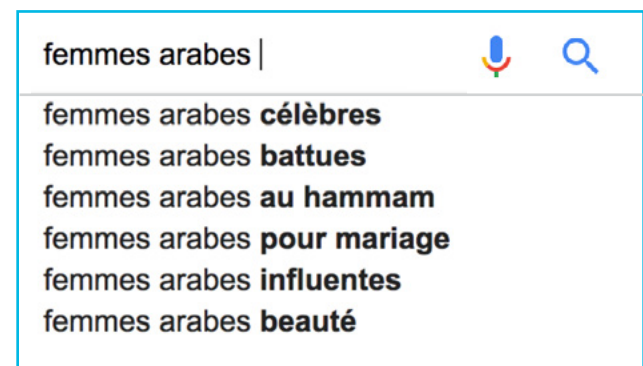 femmes arabes
femmes arabes célèbres
femmes arabes battues
femmes arabes au hammam
femmes arabes pour mariage
femmes arabes influentes
femmes arabes beauté